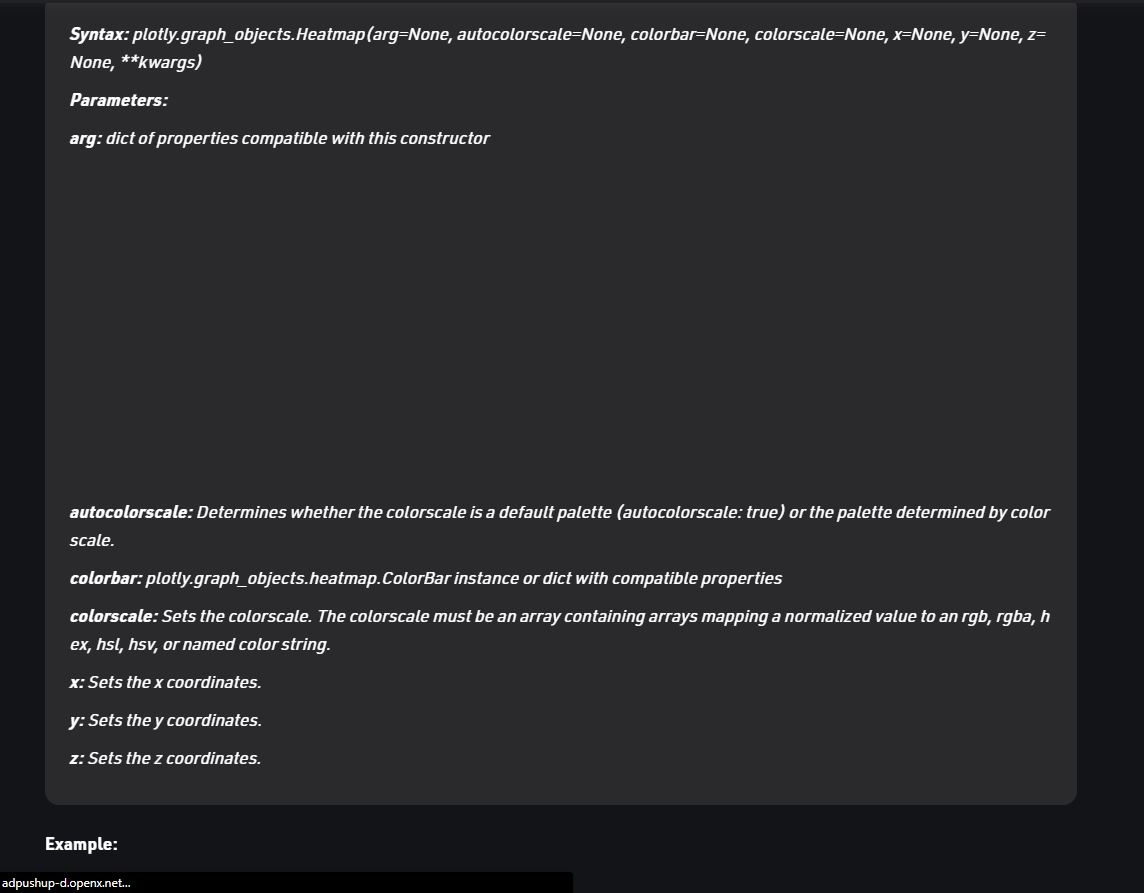 Syntax: plotly.graph_objects.Heatmap(arg=None, autocolorscale=None, colorbar=None, colorscale=None, x=None, y=None, z=
None, **kwargs)
Parameters:
arg: dict of properties compatible with this constructor
autocolorscale: Determines whether the colorscale is a default palette (autocolorscale: true) or the palette determined by color
scale.
colorbar: plotly.graph_objects.heatmap.ColorBar instance or dict with compatible properties
colorscale: Sets the colorscale. The colorscale must be an array containing arrays mapping a normalized value to an rgb, rgba, h
ex, hsl, hsv, or named color string.
x: Sets the x coordinates.
y: Sets the y coordinates.
z: Sets the z coordinates.
Example:
adpushup-d.openx.net...